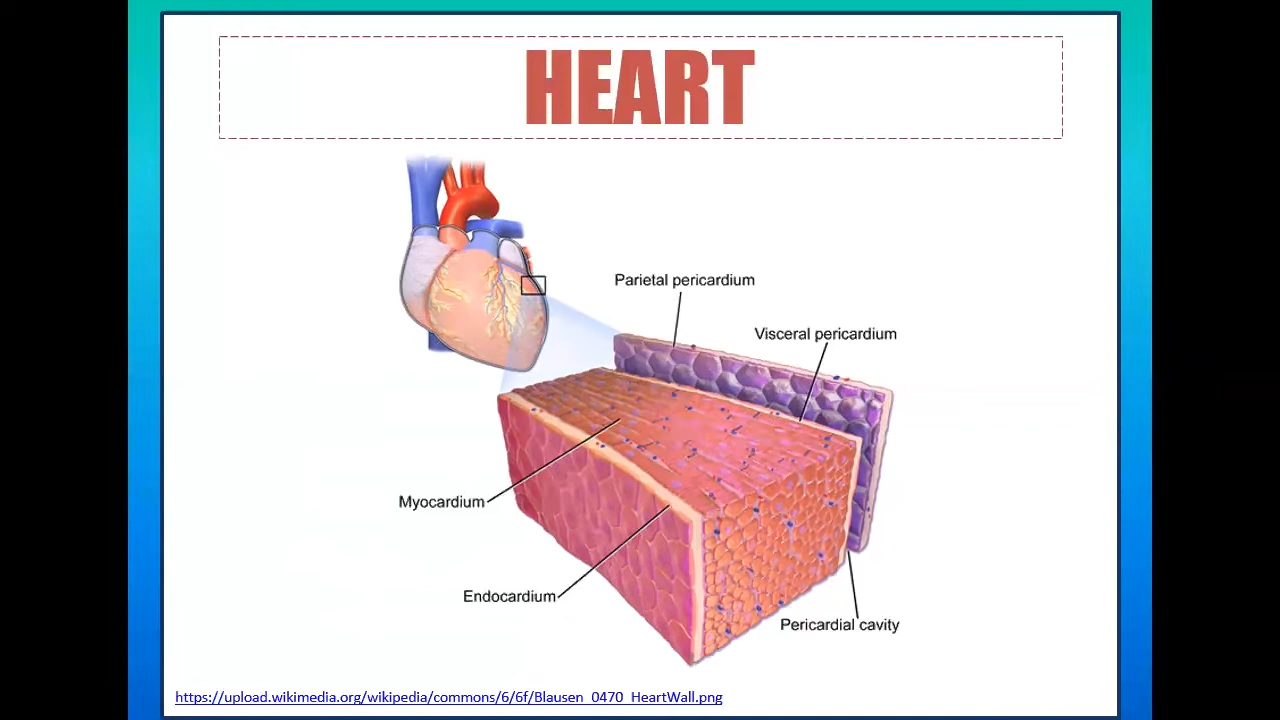 HEART
Parietal pericardium
Visceral pericardium
Myocardium
Endocardium
Pericardial cavity
https://upload.wikimedia.org/wikipedia/commons/6/6f/Blausen_0470_HeartWall.png